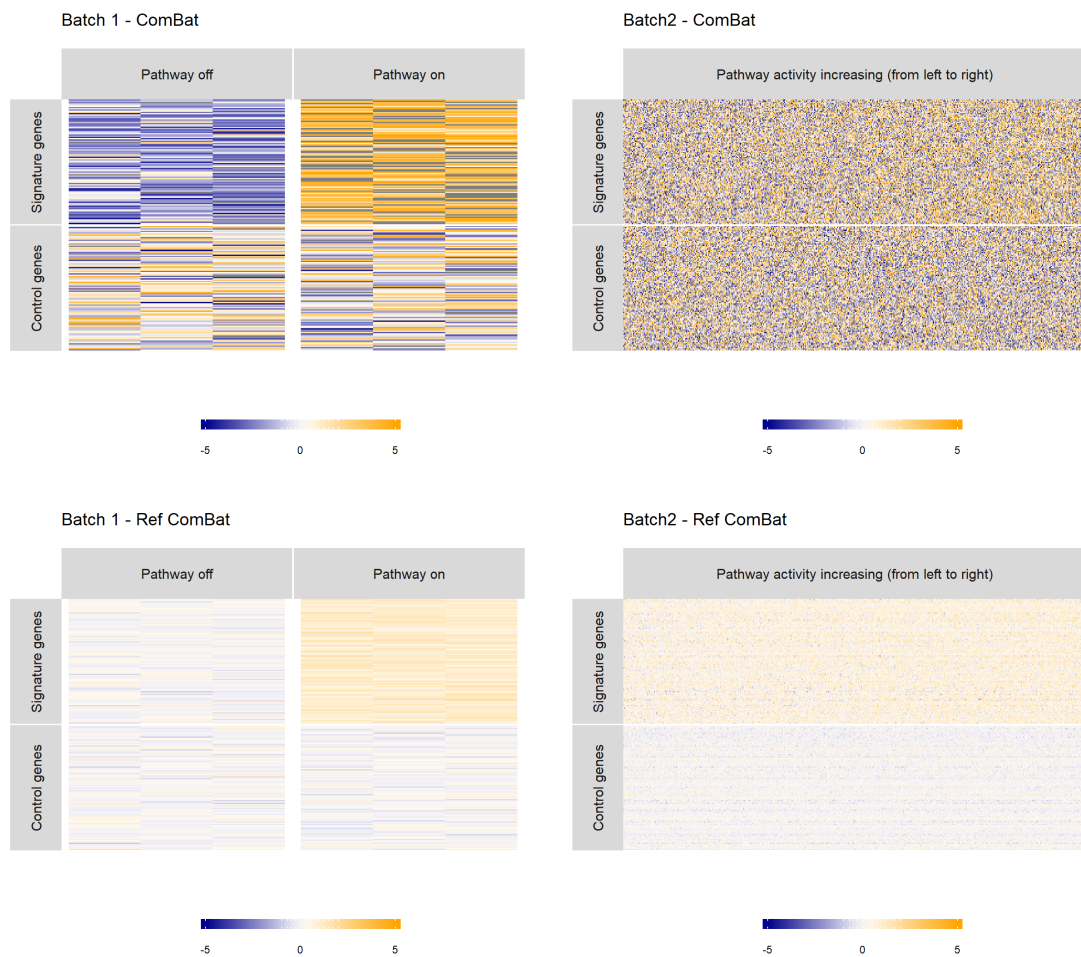 Batch 1 - ComBat
Pathway off
Pathway on
Signature genes
Control genes
-5 0 5
Batch2 - ComBat
Pathway activity increasing (from left to right)
Signature genes
Control genes
-5 0 5
Batch 1 - Ref ComBat
Pathway off
Pathway on
Signature genes
Control genes
-5 0 5
Batch2 - Ref ComBat
Pathway activity increasing (from left to right)
Signature genes
Control genes
-5 0 5